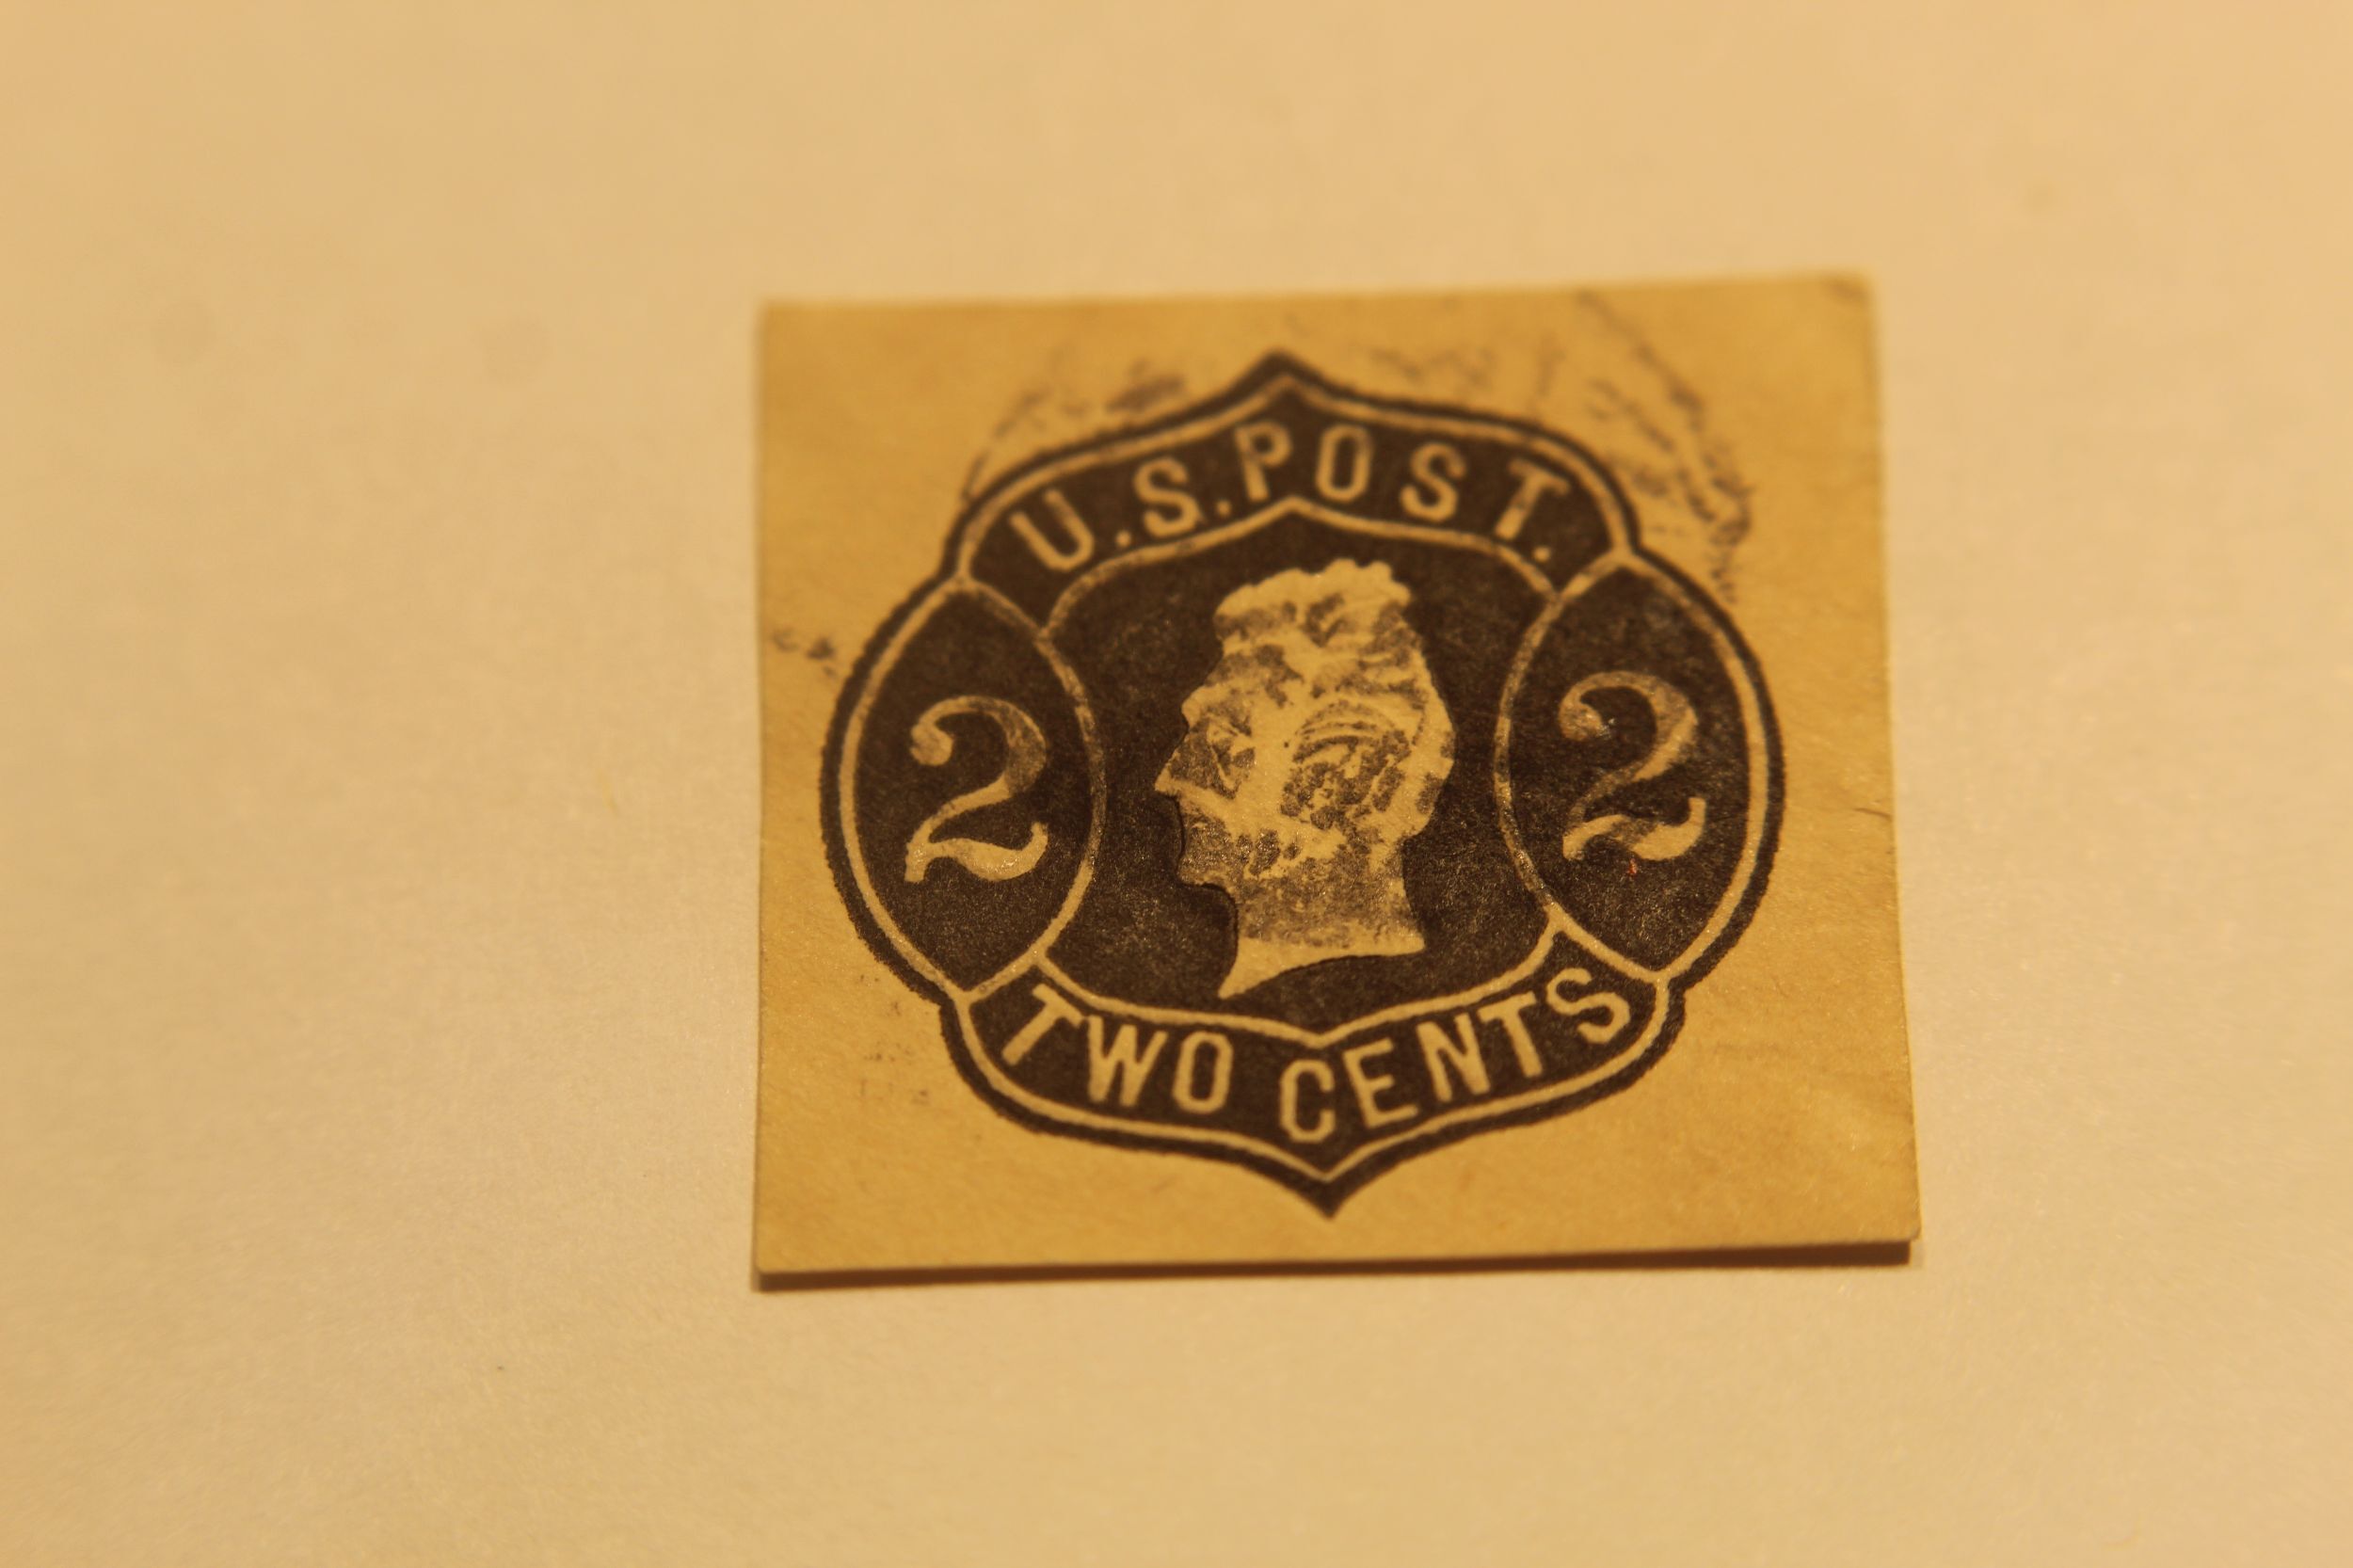 U.S. POST.
2 2
TWO CENTS